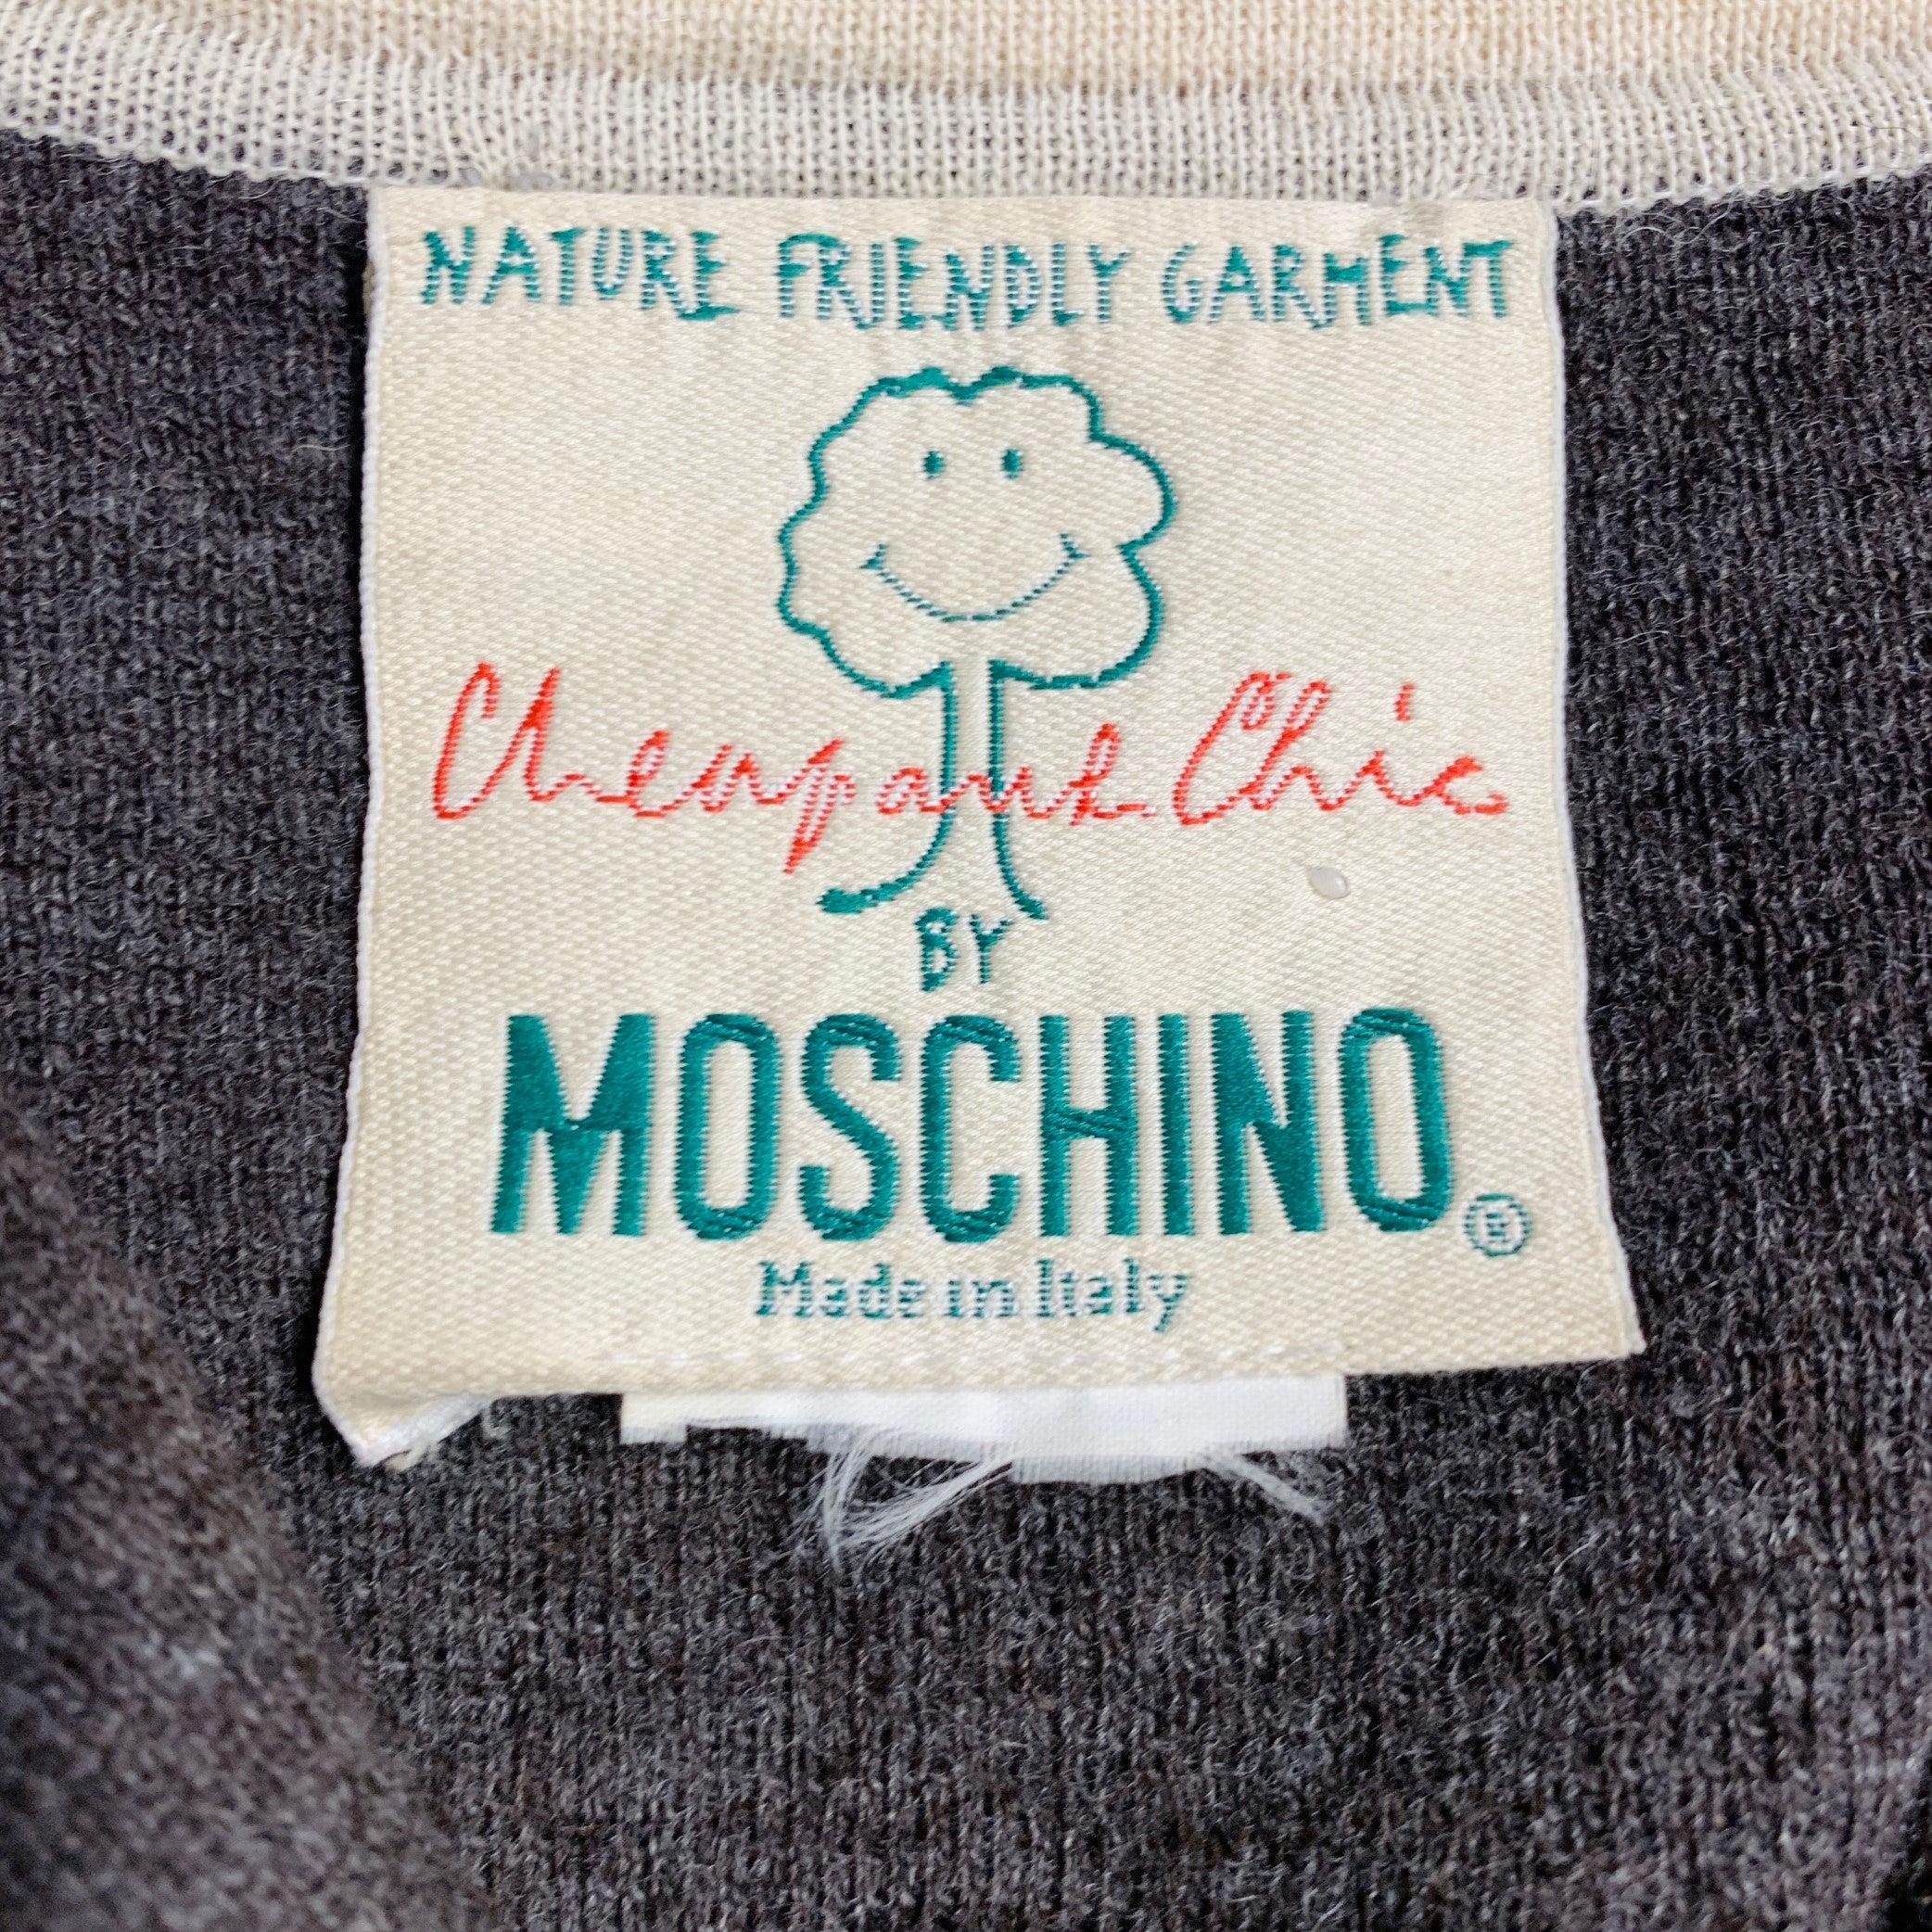 NATURE FRIENDLY GARMENT
Cheap and Chic
BY
MOSCHINO ®
Made in Italy